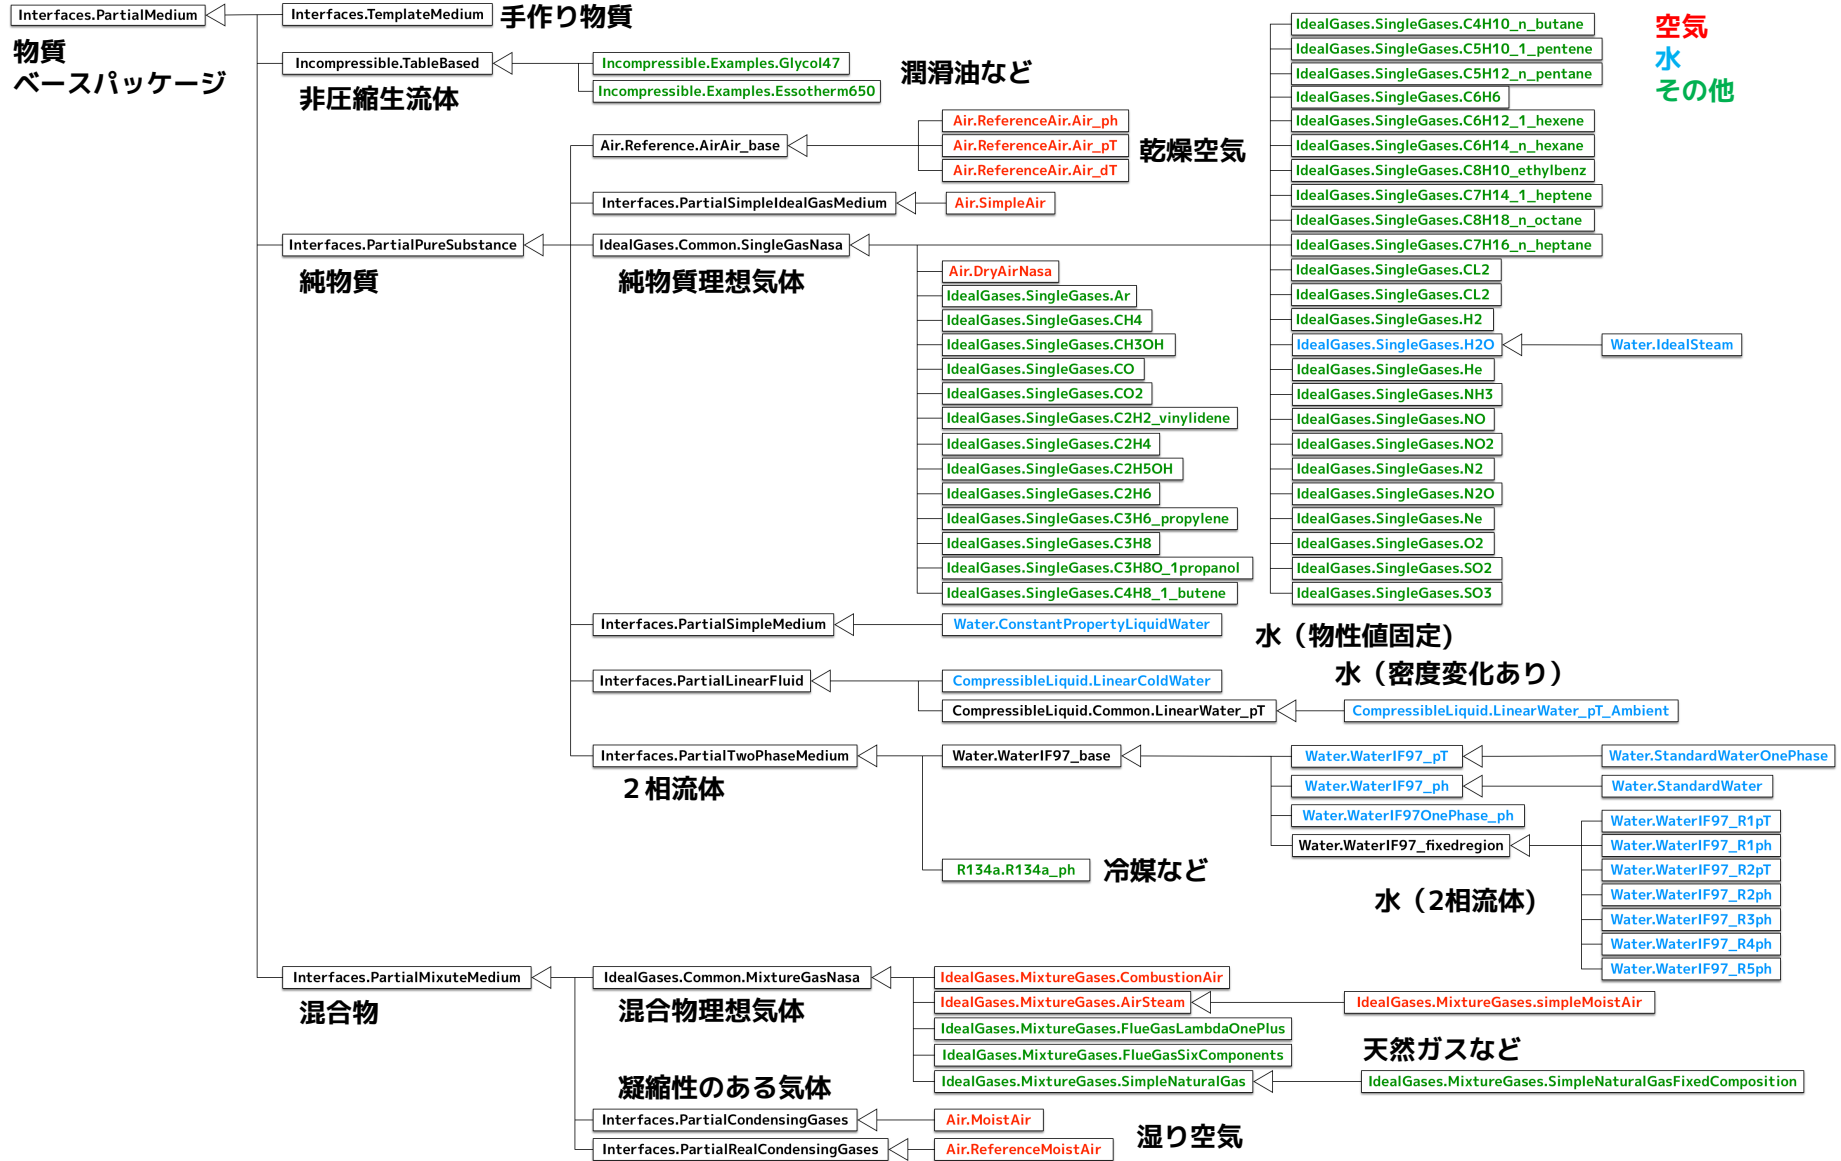 Interfaces.PartialMedium
物質
ベースパッケージ
Interfaces.TemplateMedium
手作り物質
Incompressible.TableBased
非圧縮生流体
Incompressible.Examples.Glycol47
Incompressible.Examples.Essotherm650
潤滑油など
Interfaces.PartialPureSubstance
純物質
Air.Reference.AirAir_base
Air.ReferenceAir.Air_ph
Air.ReferenceAir.Air_pT
Air.ReferenceAir.Air_dT
乾燥空気
Interfaces.PartialSimpleIdealGasMedium
Air.SimpleAir
IdealGases.Common.SingleGasNasa
純物質理想気体
Air.DryAirNasa
IdealGases.SingleGases.Ar
IdealGases.SingleGases.CH4
IdealGases.SingleGases.CH3OH
IdealGases.SingleGases.CO
IdealGases.SingleGases.CO2
IdealGases.SingleGases.C2H2_vinylidene
IdealGases.SingleGases.C2H4
IdealGases.SingleGases.C2H5OH
IdealGases.SingleGases.C2H6
IdealGases.SingleGases.C3H6_propylene
IdealGases.SingleGases.C3H8
IdealGases.SingleGases.C3H8O_1propanol
IdealGases.SingleGases.C4H8_1_butene
IdealGases.SingleGases.C4H10_n_butane
IdealGases.SingleGases.C5H10_1_pentene
IdealGases.SingleGases.C5H12_n_pentane
IdealGases.SingleGases.C6H6
IdealGases.SingleGases.C6H12_1_hexene
IdealGases.SingleGases.C6H14_n_hexane
IdealGases.SingleGases.C8H10_ethylbenz
IdealGases.SingleGases.C7H14_1_heptene
IdealGases.SingleGases.C8H18_n_octane
IdealGases.SingleGases.C7H16_n_heptane
IdealGases.SingleGases.CL2
IdealGases.SingleGases.CL2
IdealGases.SingleGases.H2
IdealGases.SingleGases.H2O
Water.IdealSteam
IdealGases.SingleGases.He
IdealGases.SingleGases.NH3
IdealGases.SingleGases.NO
IdealGases.SingleGases.NO2
IdealGases.SingleGases.N2
IdealGases.SingleGases.N2O
IdealGases.SingleGases.Ne
IdealGases.SingleGases.O2
IdealGases.SingleGases.SO2
IdealGases.SingleGases.SO3
空気
水
その他
Interfaces.PartialSimpleMedium
Water.ConstantPropertyLiquidWater
水（物性値固定)
Interfaces.PartialLinearFluid
CompressibleLiquid.LinearColdWater
水（密度変化あり）
CompressibleLiquid.Common.LinearWater_pT
CompressibleLiquid.LinearWater_pT_Ambient
Interfaces.PartialTwoPhaseMedium
２相流体
Water.WaterIF97_base
Water.WaterIF97_pT
Water.StandardWaterOnePhase
Water.WaterIF97_ph
Water.StandardWater
Water.WaterIF97OnePhase_ph
Water.WaterIF97_fixedregion
Water.WaterIF97_R1pT
Water.WaterIF97_R1ph
Water.WaterIF97_R2pT
Water.WaterIF97_R2ph
Water.WaterIF97_R3ph
Water.WaterIF97_R4ph
Water.WaterIF97_R5ph
水（2相流体)
R134a.R134a_ph
冷媒など
Interfaces.PartialMixuteMedium
混合物
IdealGases.Common.MixtureGasNasa
混合物理想気体
IdealGases.MixtureGases.CombustionAir
IdealGases.MixtureGases.AirSteam
IdealGases.MixtureGases.simpleMoistAir
IdealGases.MixtureGases.FlueGasLambdaOnePlus
IdealGases.MixtureGases.FlueGasSixComponents
天然ガスなど
IdealGases.MixtureGases.SimpleNaturalGas
IdealGases.MixtureGases.SimpleNaturalGasFixedComposition
凝縮性のある気体
Interfaces.PartialCondensingGases
Air.MoistAir
湿り空気
Interfaces.PartialRealCondensingGases
Air.ReferenceMoistAir